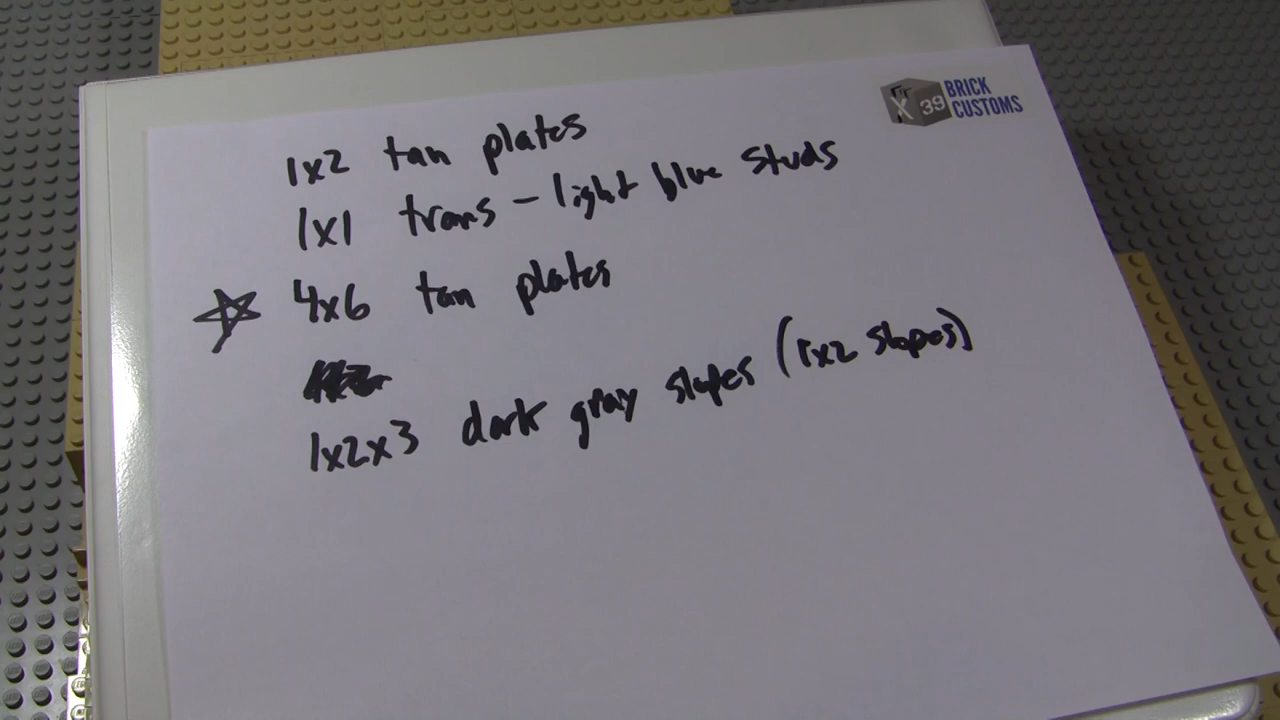 X39 BRICK
CUSTOMS
1x2 tan plates
1x1 trans-light blue studs
4x6 tan plates
1x2x3 dark gray slopes (1x2 slopes)